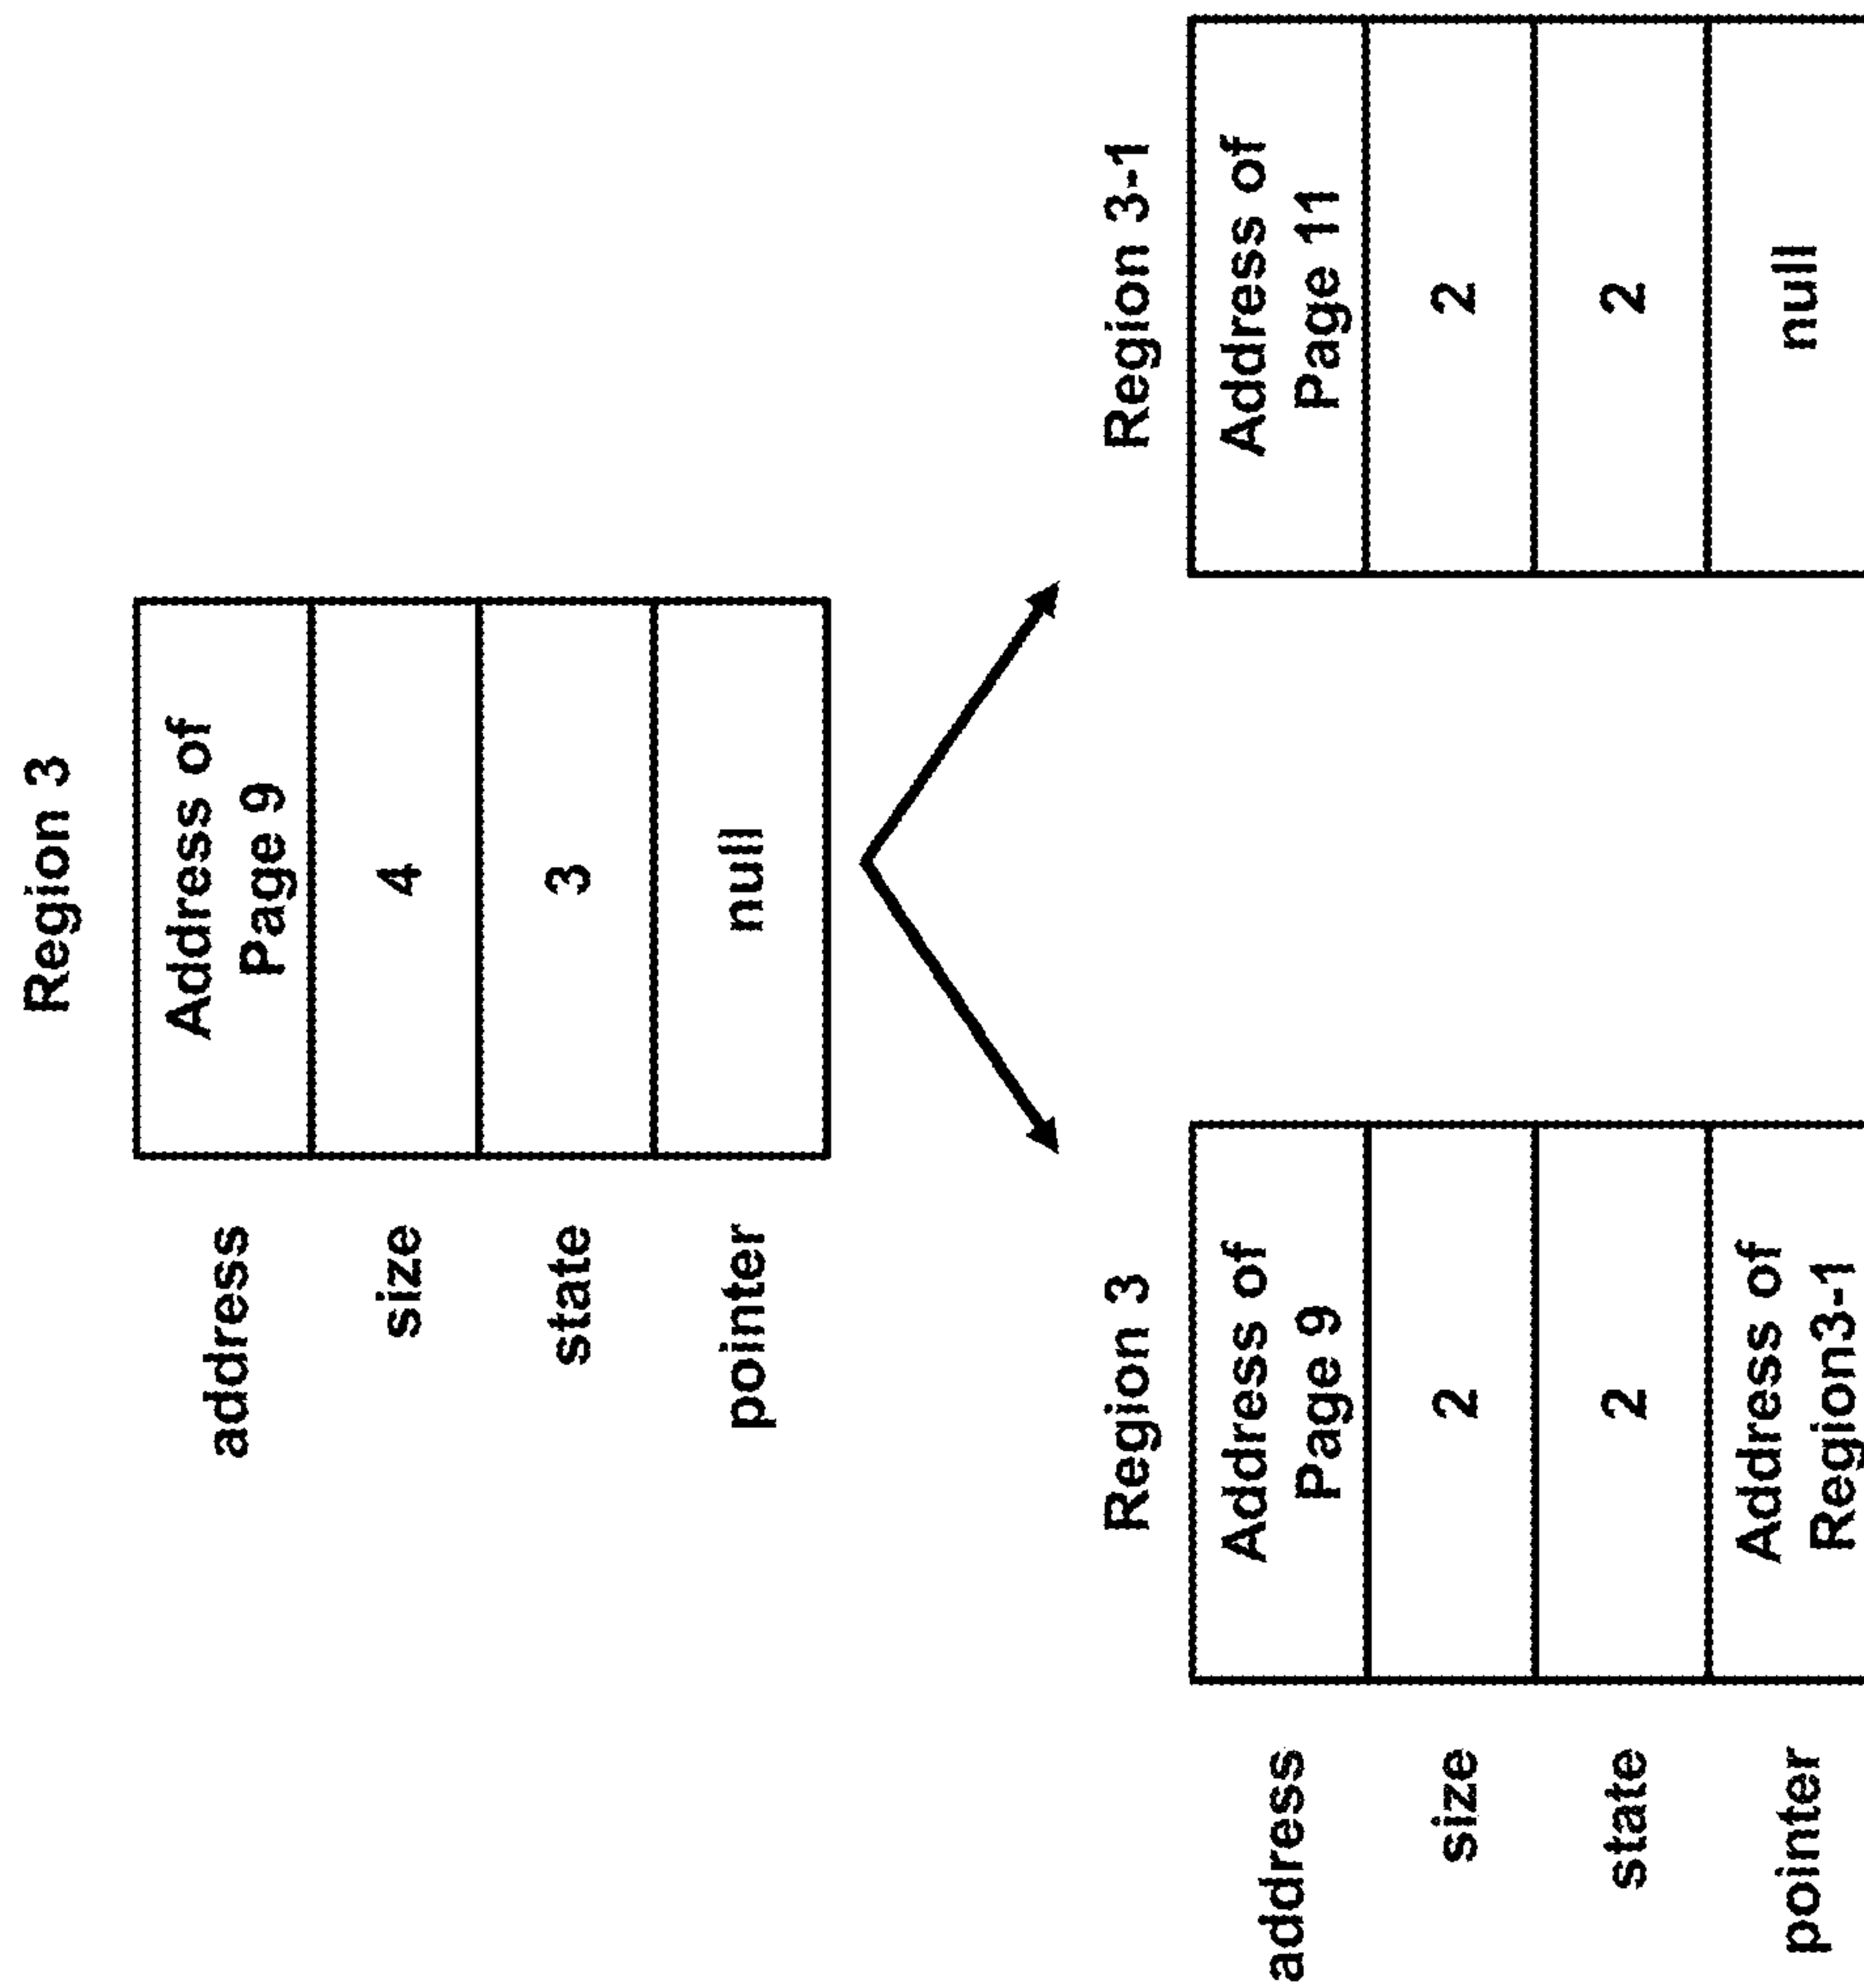 Region 3
address
Address of
Page 9
size
4
state
3
pointer
null
Region 3
Region 3-1
address
Address of
Page 9
Address of
Page 11
size
2
2
state
2
2
pointer
Address of
Region3-1
null